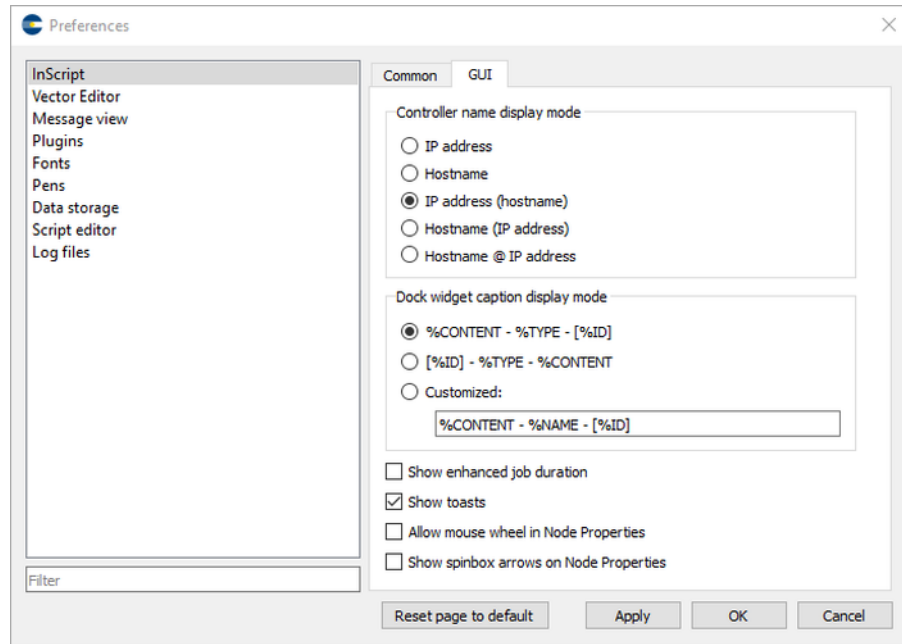 Preferences
InScript
Vector Editor
Message view
Plugins
Fonts
Pens
Data storage
Script editor
Log files
Filter
Common
GUI
Controller name display mode
IP address
Hostname
IP address (hostname)
Hostname (IP address)
Hostname @ IP address
Dock widget caption display mode
%CONTENT - %TYPE - [%ID]
[%ID] - %TYPE - %CONTENT
Customized:
%CONTENT - %NAME - [%ID]
Show enhanced job duration
Show toasts
Allow mouse wheel in Node Properties
Show spinbox arrows on Node Properties
Reset page to default
Apply
OK
Cancel